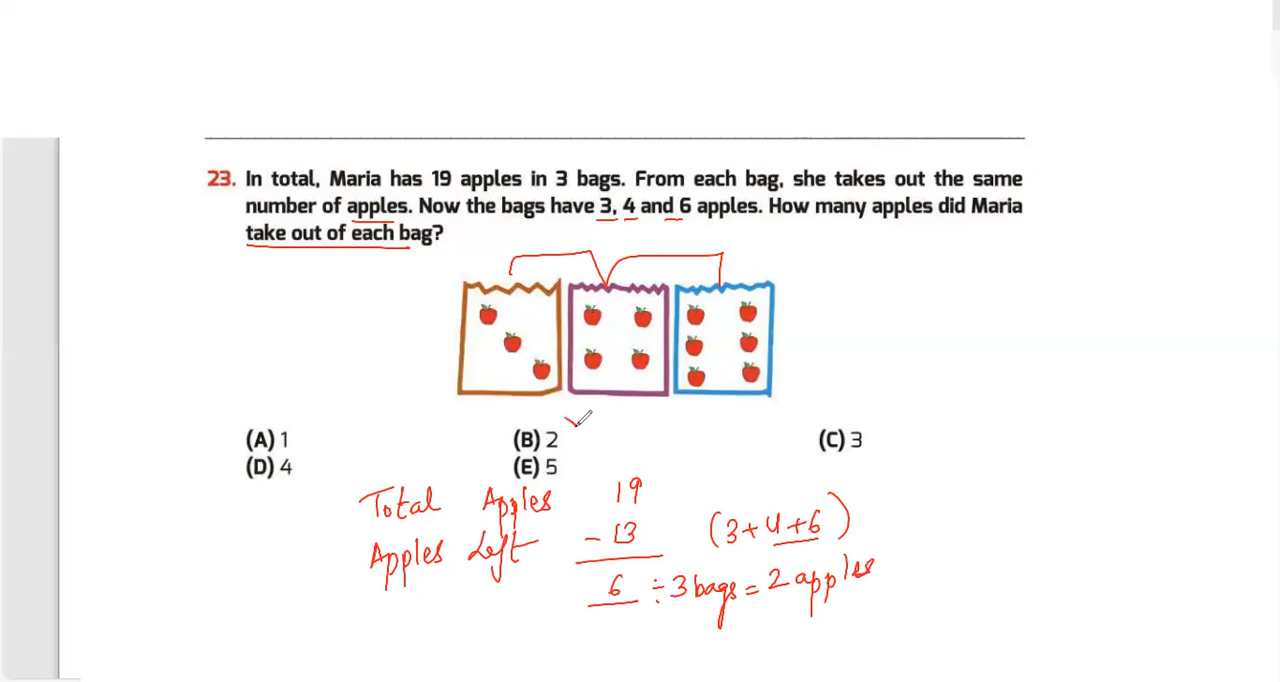 23. In total, Maria has 19 apples in 3 bags. From each bag, she takes out the same
number of apples. Now the bags have 3, 4 and 6 apples. How many apples did Maria
take out of each bag?
(A) 1 (B) 2 (C) 3
(D) 4 (E) 5
Total Apples 19
Apples Left - 13 (3+4+6)
6 ÷ 3 bags = 2 apples